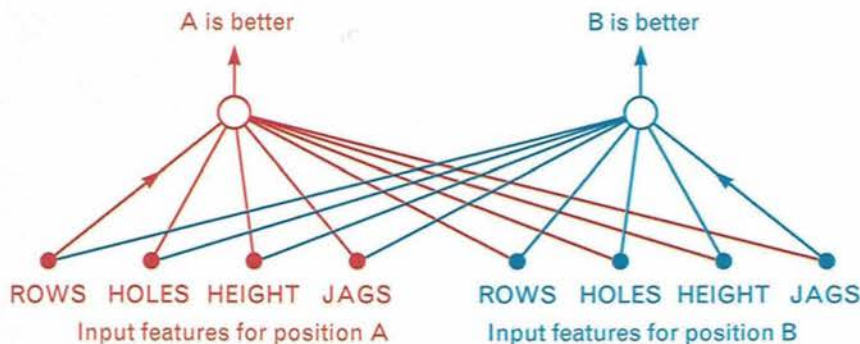 A is better B is better
ROWS HOLES HEIGHT JAGS ROWS HOLES HEIGHT JAGS
Input features for position A Input features for position B